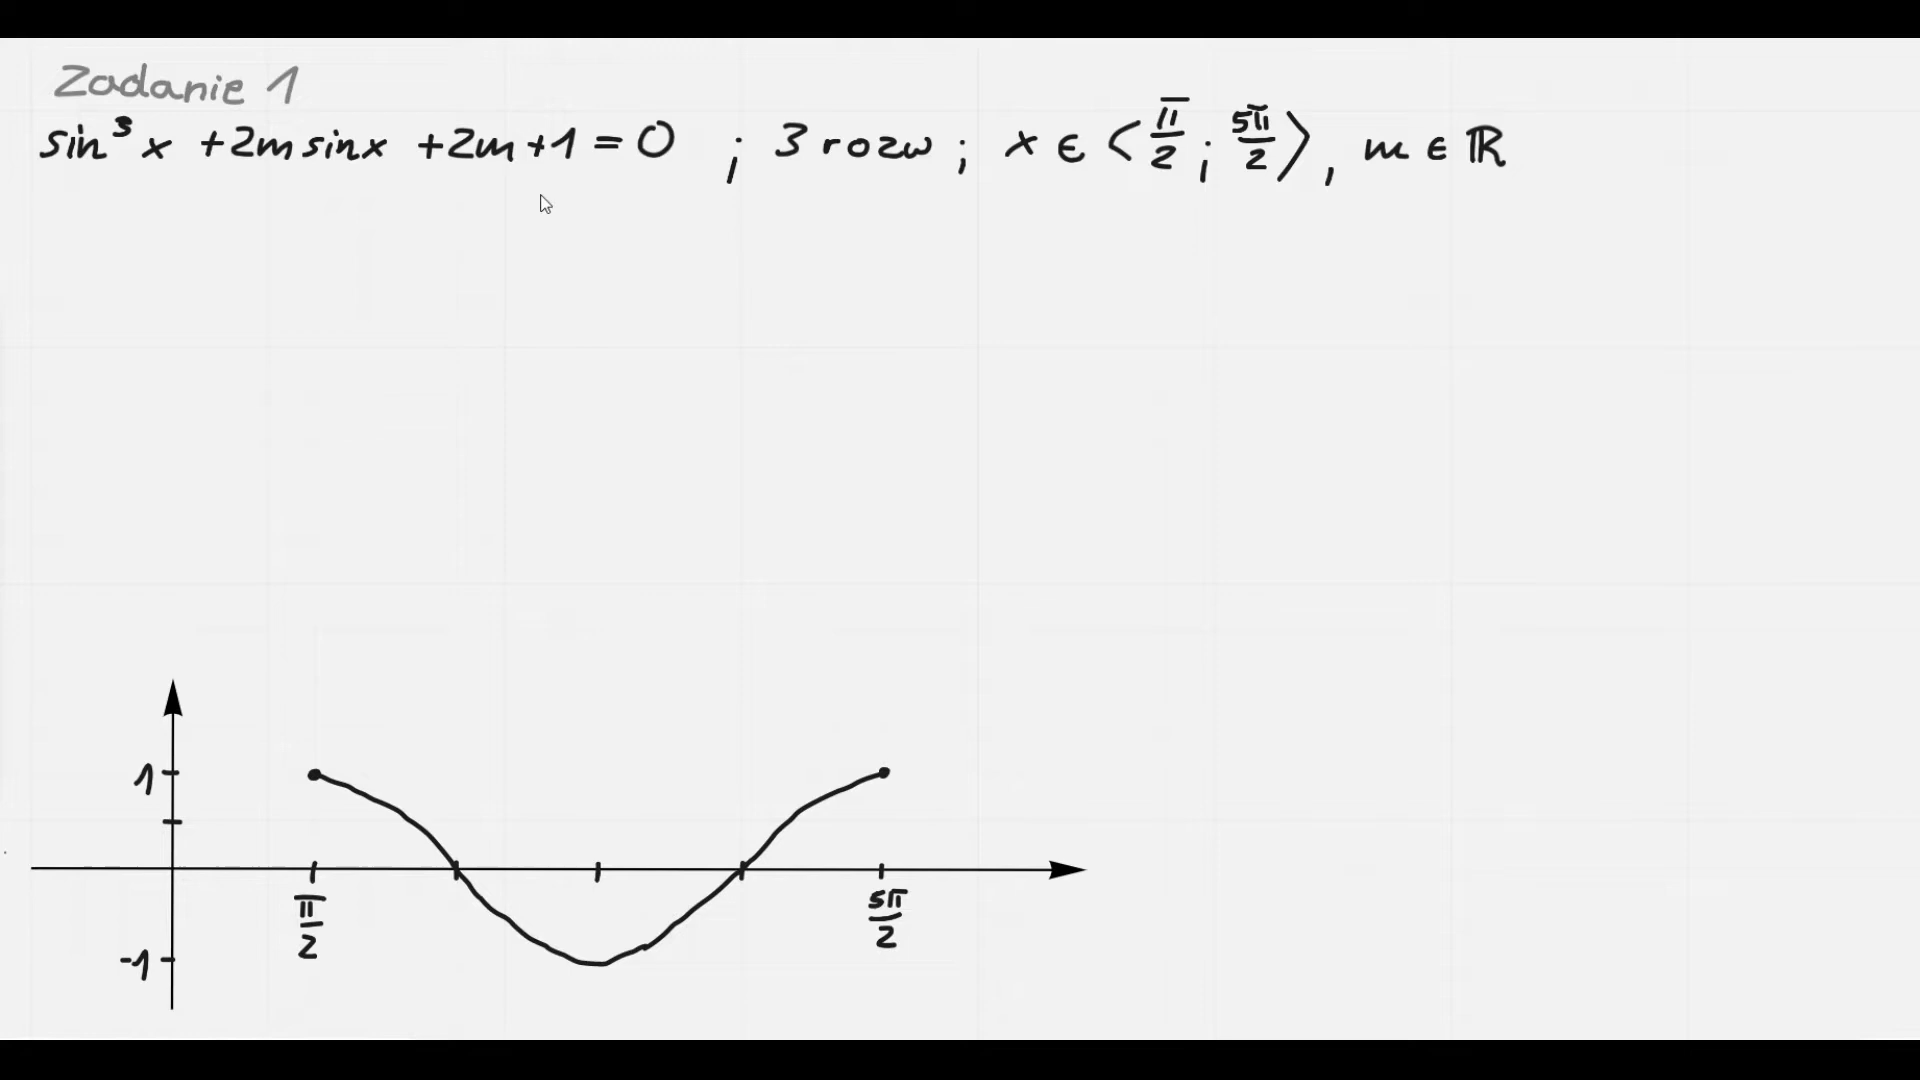 Zadanie 1
sin³x + 2m sinx + 2m + 1 = 0 ; 3 rozw ; x ∈ ⟨π/2 ; 5π/2⟩, m ∈ ℝ
1
π/2 5π/2
-1